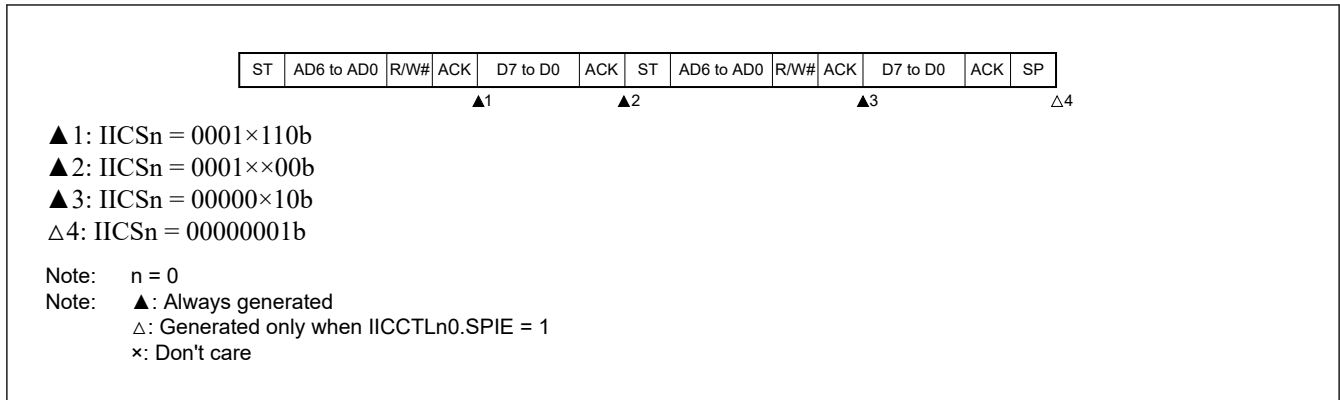 ST AD6 to AD0 R/W# ACK D7 to D0 ACK ST AD6 to AD0 R/W# ACK D7 to D0 ACK SP
▲1 ▲2 ▲3 △4
▲1: IICSn = 0001×110b
▲2: IICSn = 0001××00b
▲3: IICSn = 00000×10b
△4: IICSn = 00000001b
Note: n = 0
Note: ▲: Always generated
△: Generated only when IICCTLn0.SPIE = 1
×: Don't care